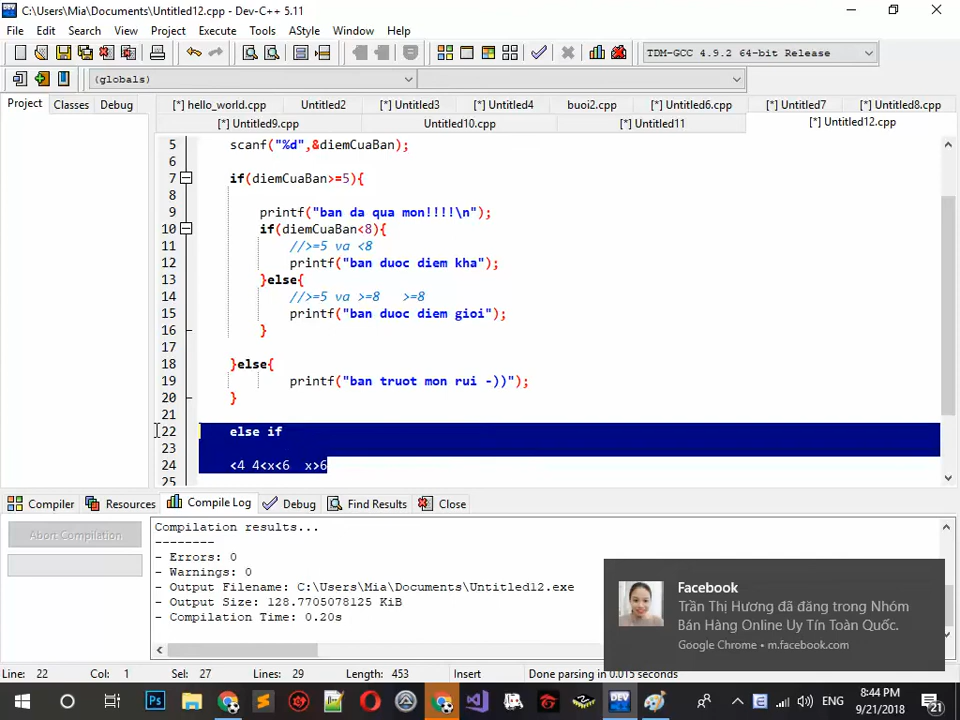 C:\Users\Mia\Documents\Untitled12.cpp - Dev-C++ 5.11
File Edit Search View Project Execute Tools AStyle Window Help
TDM-GCC 4.9.2 64-bit Release
(globals)
Project Classes Debug
[*] hello_world.cpp Untitled2 [*] Untitled3 [*] Untitled4 buoi2.cpp [*] Untitled6.cpp [*] Untitled7 [*] Untitled8.cpp
[*] Untitled9.cpp Untitled10.cpp [*] Untitled11 [*] Untitled12.cpp
5 scanf("%d",&diemCuaBan);
6
7 if(diemCuaBan>=5){
8
9 printf("ban da qua mon!!!!\n");
10 if(diemCuaBan<8){
11 //>=5 va <8
12 printf("ban duoc diem kha");
13 }else{
14 //>=5 va >=8 >=8
15 printf("ban duoc diem gioi");
16 }
17
18 }else{
19 printf("ban truot mon rui -))");
20 }
21
22 else if
23
24 <4 4<x<6 x>6
25
Compiler Resources Compile Log Debug Find Results Close
Abort Compilation
Compilation results...
--------
- Errors: 0
- Warnings: 0
- Output Filename: C:\Users\Mia\Documents\Untitled12.exe
- Output Size: 128.7705078125 KiB
- Compilation Time: 0.20s
Facebook
Trần Thị Hương đã đăng trong Nhóm
Bán Hàng Online Uy Tín Toàn Quốc.
Google Chrome • m.facebook.com
Line: 22 Col: 1 Sel: 27 Lines: 29 Length: 453 Insert Done parsing in 0.015 seconds
Ps
DEV
ENG
8:44 PM
9/21/2018
21